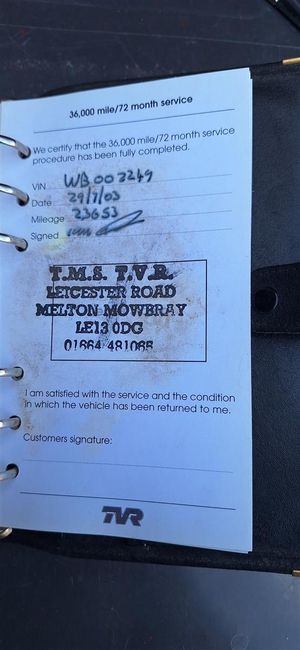 36,000 mile/72 month service
We certify that the 36,000 mile/72 month service
procedure has been fully completed.
VIN WB003249
Date 29/7/03
Mileage 23653
Signed
T.M.S. T.V.R.
LEICESTER ROAD
MELTON MOWBRAY
LE13 0DG
01664 481066
I am satisfied with the service and the condition
in which the vehicle has been returned to me.
Customers signature:
TVR